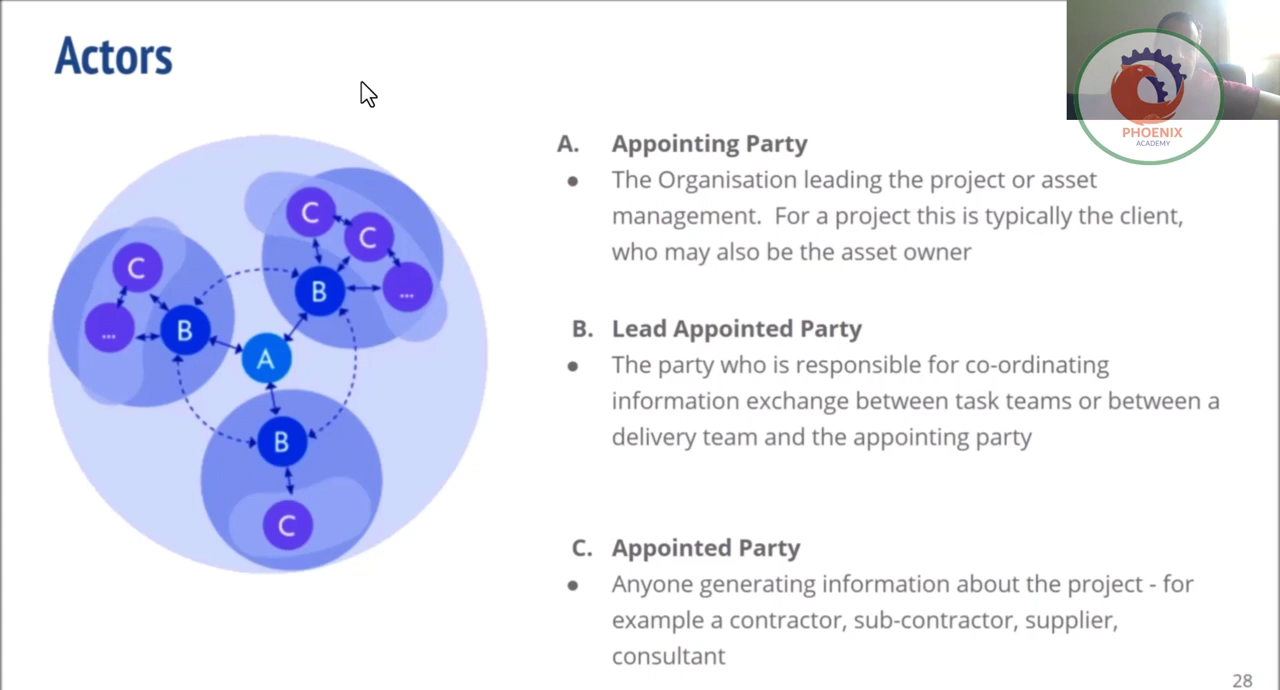 Actors
PHOENIX
ACADEMY
A. Appointing Party
● The Organisation leading the project or asset
management. For a project this is typically the client,
who may also be the asset owner
B. Lead Appointed Party
● The party who is responsible for co-ordinating
information exchange between task teams or between a
delivery team and the appointing party
C. Appointed Party
● Anyone generating information about the project - for
example a contractor, sub-contractor, supplier,
consultant
C
C
...
B
C
...
B
A
B
C
28